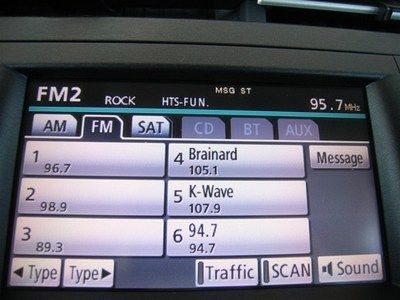 MSG ST
FM2 ROCK HTS-FUN. 95.7 MHz
AM FM SAT CD BT AUX
1 96.7
4 Brainard 105.1
Message
2 98.9
5 K-Wave 107.9
3 89.3
6 94.7 94.7
◄Type Type► Traffic SCAN Sound